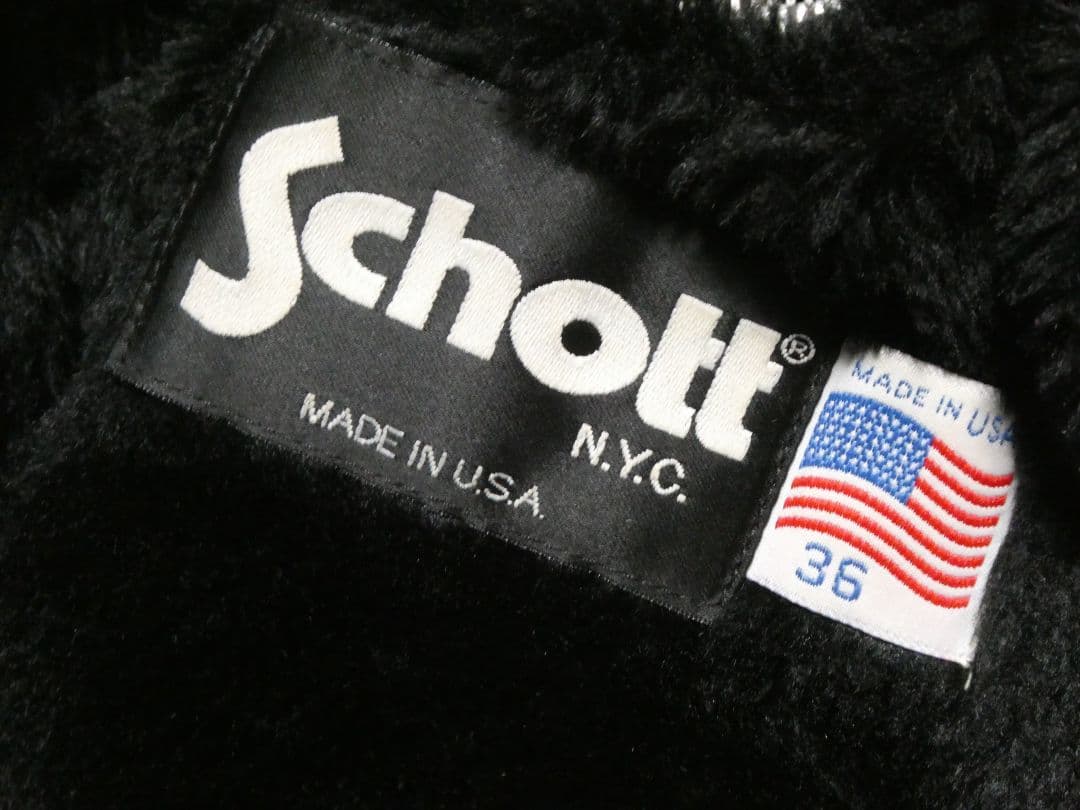 Schott®
N.Y.C.
MADE IN U.S.A.
MADE IN USA
36